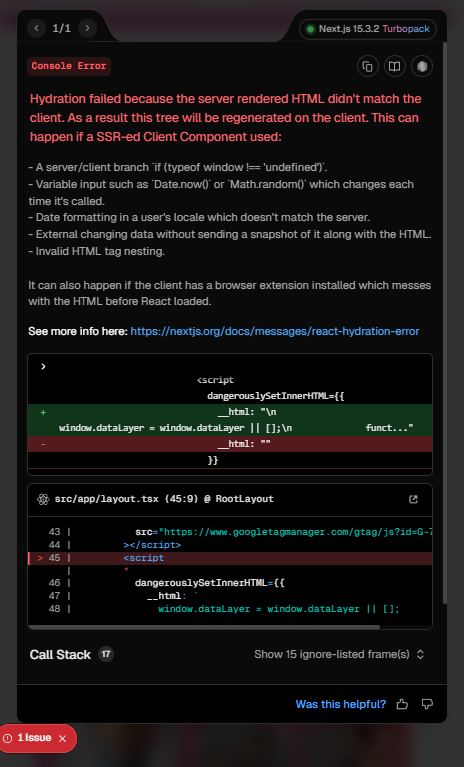 1/1
Next.js 15.3.2 Turbopack
Console Error
Hydration failed because the server rendered HTML didn't match the
client. As a result this tree will be regenerated on the client. This can
happen if a SSR-ed Client Component used:
- A server/client branch `if (typeof window !== 'undefined')`.
- Variable input such as `Date.now()` or `Math.random()` which changes each
time it's called.
- Date formatting in a user's locale which doesn't match the server.
- External changing data without sending a snapshot of it along with the HTML.
- Invalid HTML tag nesting.
It can also happen if the client has a browser extension installed which messes
with the HTML before React loaded.
See more info here: https://nextjs.org/docs/messages/react-hydration-error
<script
dangerouslySetInnerHTML={{
+ __html: "\n
window.dataLayer = window.dataLayer || [];\n funct..."
- __html: ""
}}
src/app/layout.tsx (45:9) @ RootLayout
43 | src="https://www.googletagmanager.com/gtag/js?id=G-
44 | ></script>
> 45 | <script
| ^
46 | dangerouslySetInnerHTML={{
47 | __html: `
48 | window.dataLayer = window.dataLayer || [];
Call Stack 17
Show 15 ignore-listed frame(s)
Was this helpful?
1 Issue